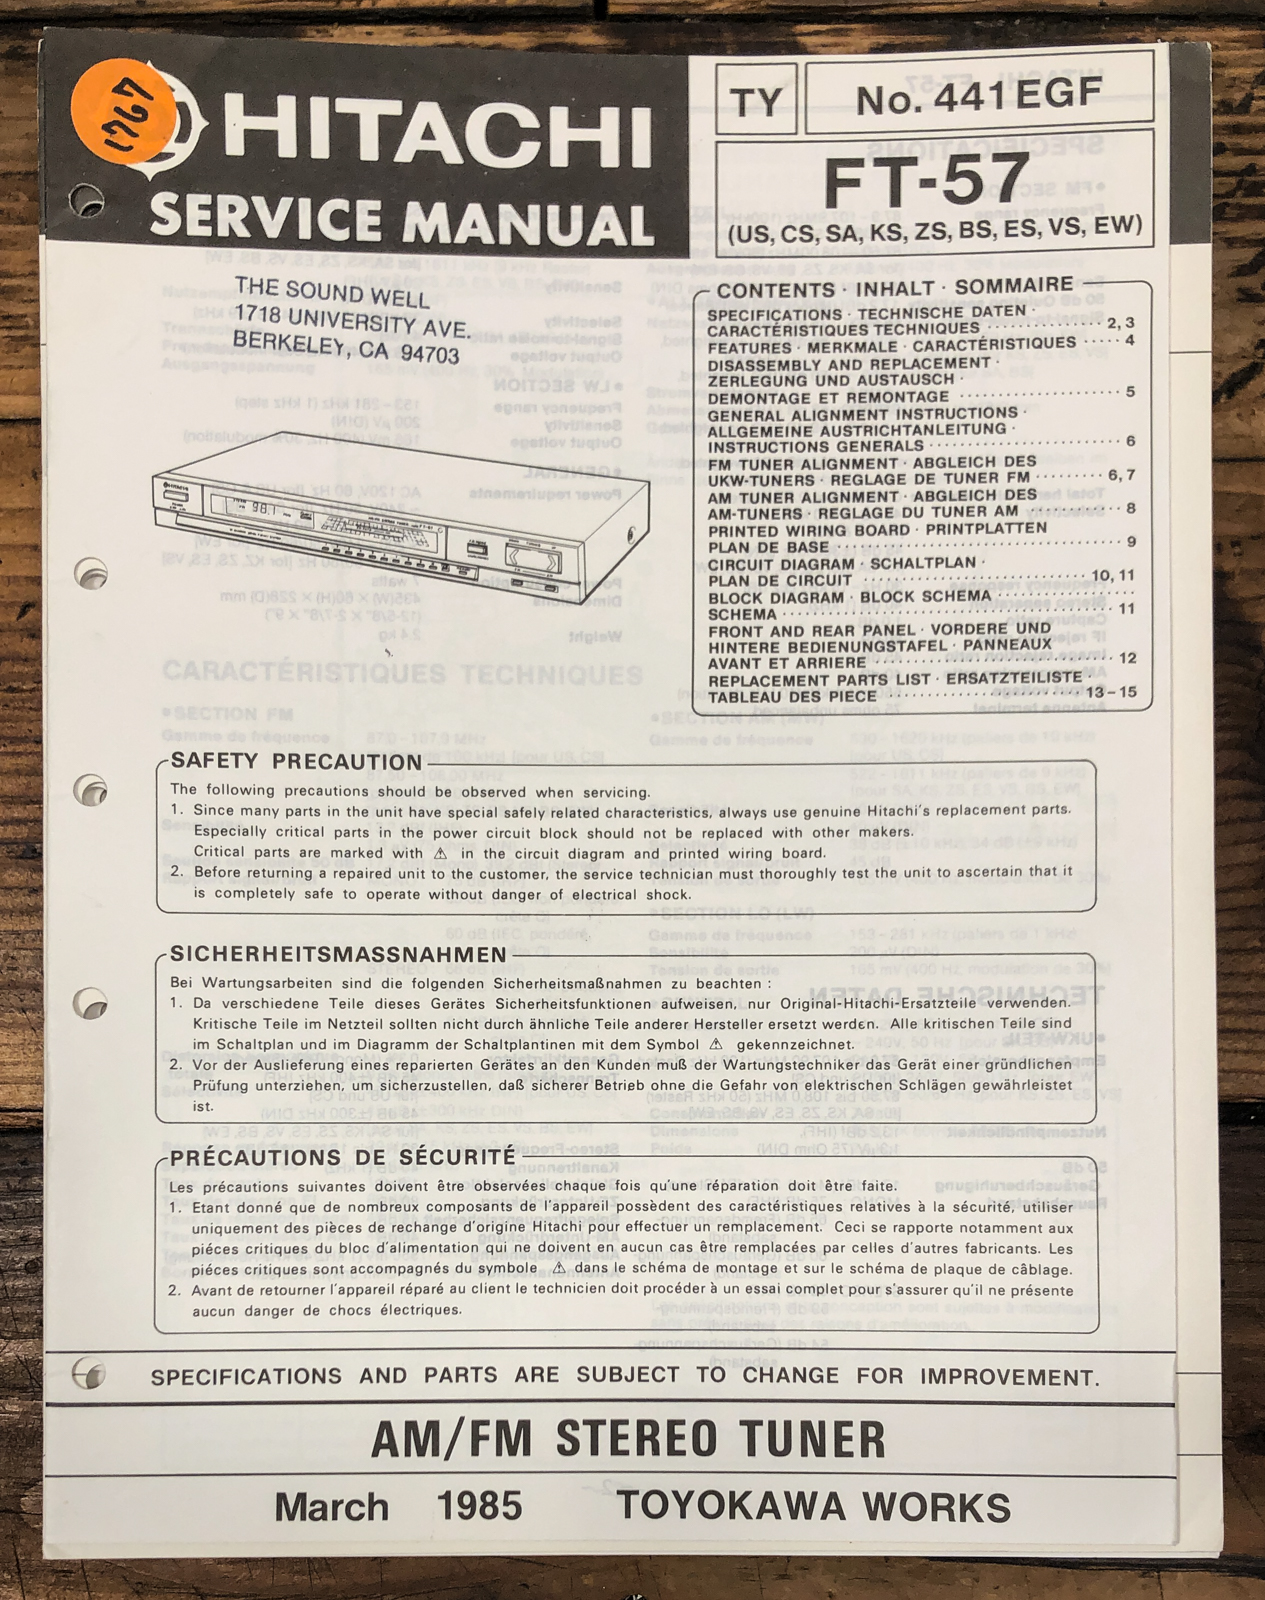 1767
HITACHI
SERVICE MANUAL
TY
No. 441EGF
FT-57
(US, CS, SA, KS, ZS, BS, ES, VS, EW)
THE SOUND WELL
1718 UNIVERSITY AVE.
BERKELEY, CA 94703
HITACHI
98.1
CONTENTS · INHALT · SOMMAIRE
SPECIFICATIONS · TECHNISCHE DATEN ·
CARACTÉRISTIQUES TECHNIQUES ·············· 2, 3
FEATURES · MERKMALE · CARACTÉRISTIQUES ····· 4
DISASSEMBLY AND REPLACEMENT ·
ZERLEGUNG UND AUSTAUSCH ·
DEMONTAGE ET REMONTAGE ·················· 5
GENERAL ALIGNMENT INSTRUCTIONS ·
ALLGEMEINE AUSTRICHTANLEITUNG ·
INSTRUCTIONS GENERALS ····················· 6
FM TUNER ALIGNMENT · ABGLEICH DES
UKW-TUNERS · REGLAGE DE TUNER FM ········ 6, 7
AM TUNER ALIGNMENT · ABGLEICH DES
AM-TUNERS · REGLAGE DU TUNER AM ·········· 8
PRINTED WIRING BOARD · PRINTPLATTEN
PLAN DE BASE ······························ 9
CIRCUIT DIAGRAM · SCHALTPLAN ·
PLAN DE CIRCUIT ························ 10, 11
BLOCK DIAGRAM · BLOCK SCHEMA ··············
SCHEMA ·································· 11
FRONT AND REAR PANEL · VORDERE UND
HINTERE BEDIENUNGSTAFEL · PANNEAUX
AVANT ET ARRIERE ························ 12
REPLACEMENT PARTS LIST · ERSATZTEILISTE ·
TABLEAU DES PIECE ···················· 13–15
SAFETY PRECAUTION
The following precautions should be observed when servicing.
1. Since many parts in the unit have special safely related characteristics, always use genuine Hitachi's replacement parts.
Especially critical parts in the power circuit block should not be replaced with other makers.
Critical parts are marked with ⚠ in the circuit diagram and printed wiring board.
2. Before returning a repaired unit to the customer, the service technician must thoroughly test the unit to ascertain that it
is completely safe to operate without danger of electrical shock.
SICHERHEITSMASSNAHMEN
Bei Wartungsarbeiten sind die folgenden Sicherheitsmaßnahmen zu beachten :
1. Da verschiedene Teile dieses Gerätes Sicherheitsfunktionen aufweisen, nur Original-Hitachi-Ersatzteile verwenden.
Kritische Teile im Netzteil sollten nicht durch ähnliche Teile anderer Hersteller ersetzt werden. Alle kritischen Teile sind
im Schaltplan und im Diagramm der Schaltplantinen mit dem Symbol ⚠ gekennzeichnet.
2. Vor der Auslieferung eines reparierten Gerätes an den Kunden muß der Wartungstechniker das Gerät einer gründlichen
Prüfung unterziehen, um sicherzustellen, daß sicherer Betrieb ohne die Gefahr von elektrischen Schlägen gewährleistet
ist.
PRÉCAUTIONS DE SÉCURITÉ
Les précautions suivantes doivent être observées chaque fois qu'une réparation doit être faite.
1. Etant donné que de nombreux composants de l'appareil possèdent des caractéristiques relatives à la sécurité, utiliser
uniquement des pièces de rechange d'origine Hitachi pour effectuer un remplacement. Ceci se rapporte notamment aux
piéces critiques du bloc d'alimentation qui ne doivent en aucun cas être remplacées par celles d'autres fabricants. Les
piéces critiques sont accompagnés du symbole ⚠ dans le schéma de montage et sur le schéma de plaque de câblage.
2. Avant de retourner l'appareil réparé au client le technicien doit procéder à un essai complet pour s'assurer qu'il ne présente
aucun danger de chocs électriques.
SPECIFICATIONS AND PARTS ARE SUBJECT TO CHANGE FOR IMPROVEMENT.
AM/FM STEREO TUNER
March 1985 TOYOKAWA WORKS